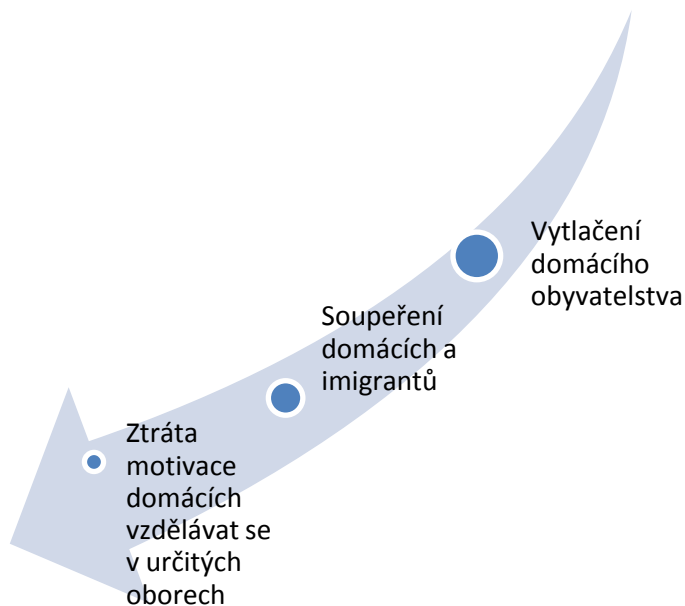 Vytlačení
domácího
obyvatelstva
Soupeření
domácích a
imigrantů
Ztráta
motivace
domácích
vzdělávat se
v určitých
oborech